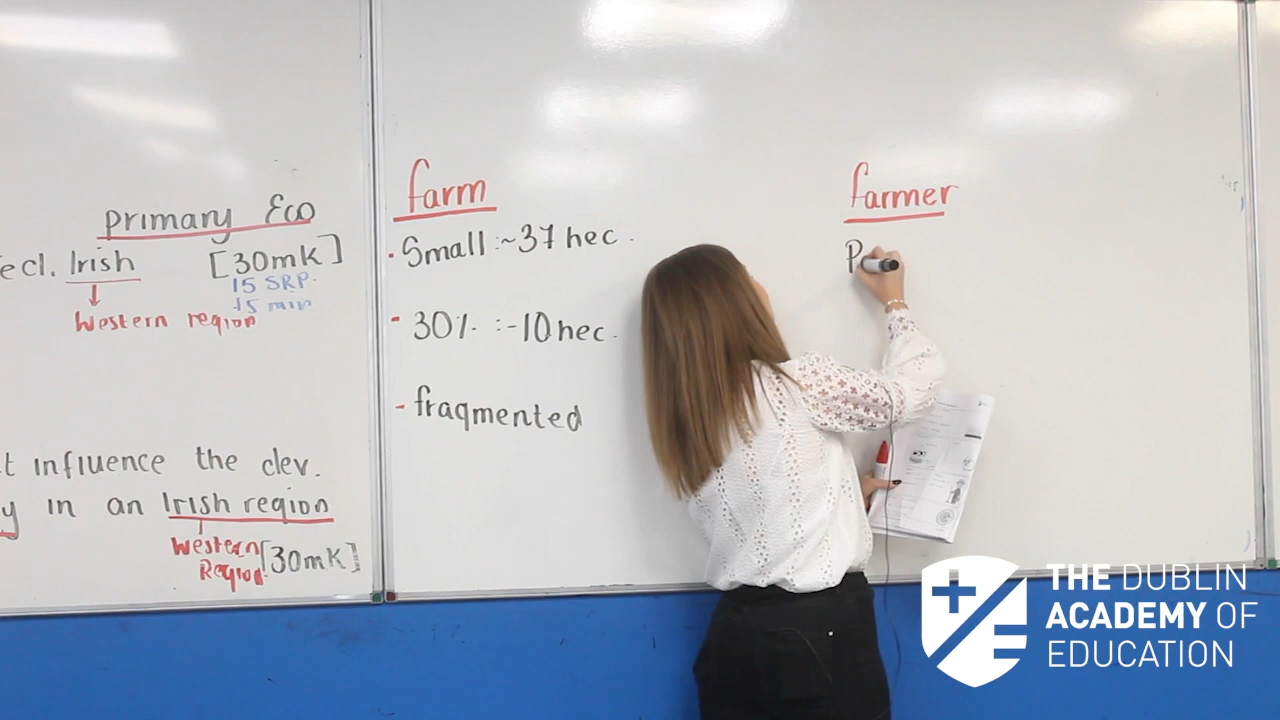 primary Eco
ecl. Irish [30mK]
15 SRP.
15 min
Western region
t influence the dev.
y in an Irish region
Western
Region
[30mK]
farm
• Small :~37 hec.
- 30% :-10 hec.
- fragmented
farmer
P
THE DUBLIN
ACADEMY OF
EDUCATION